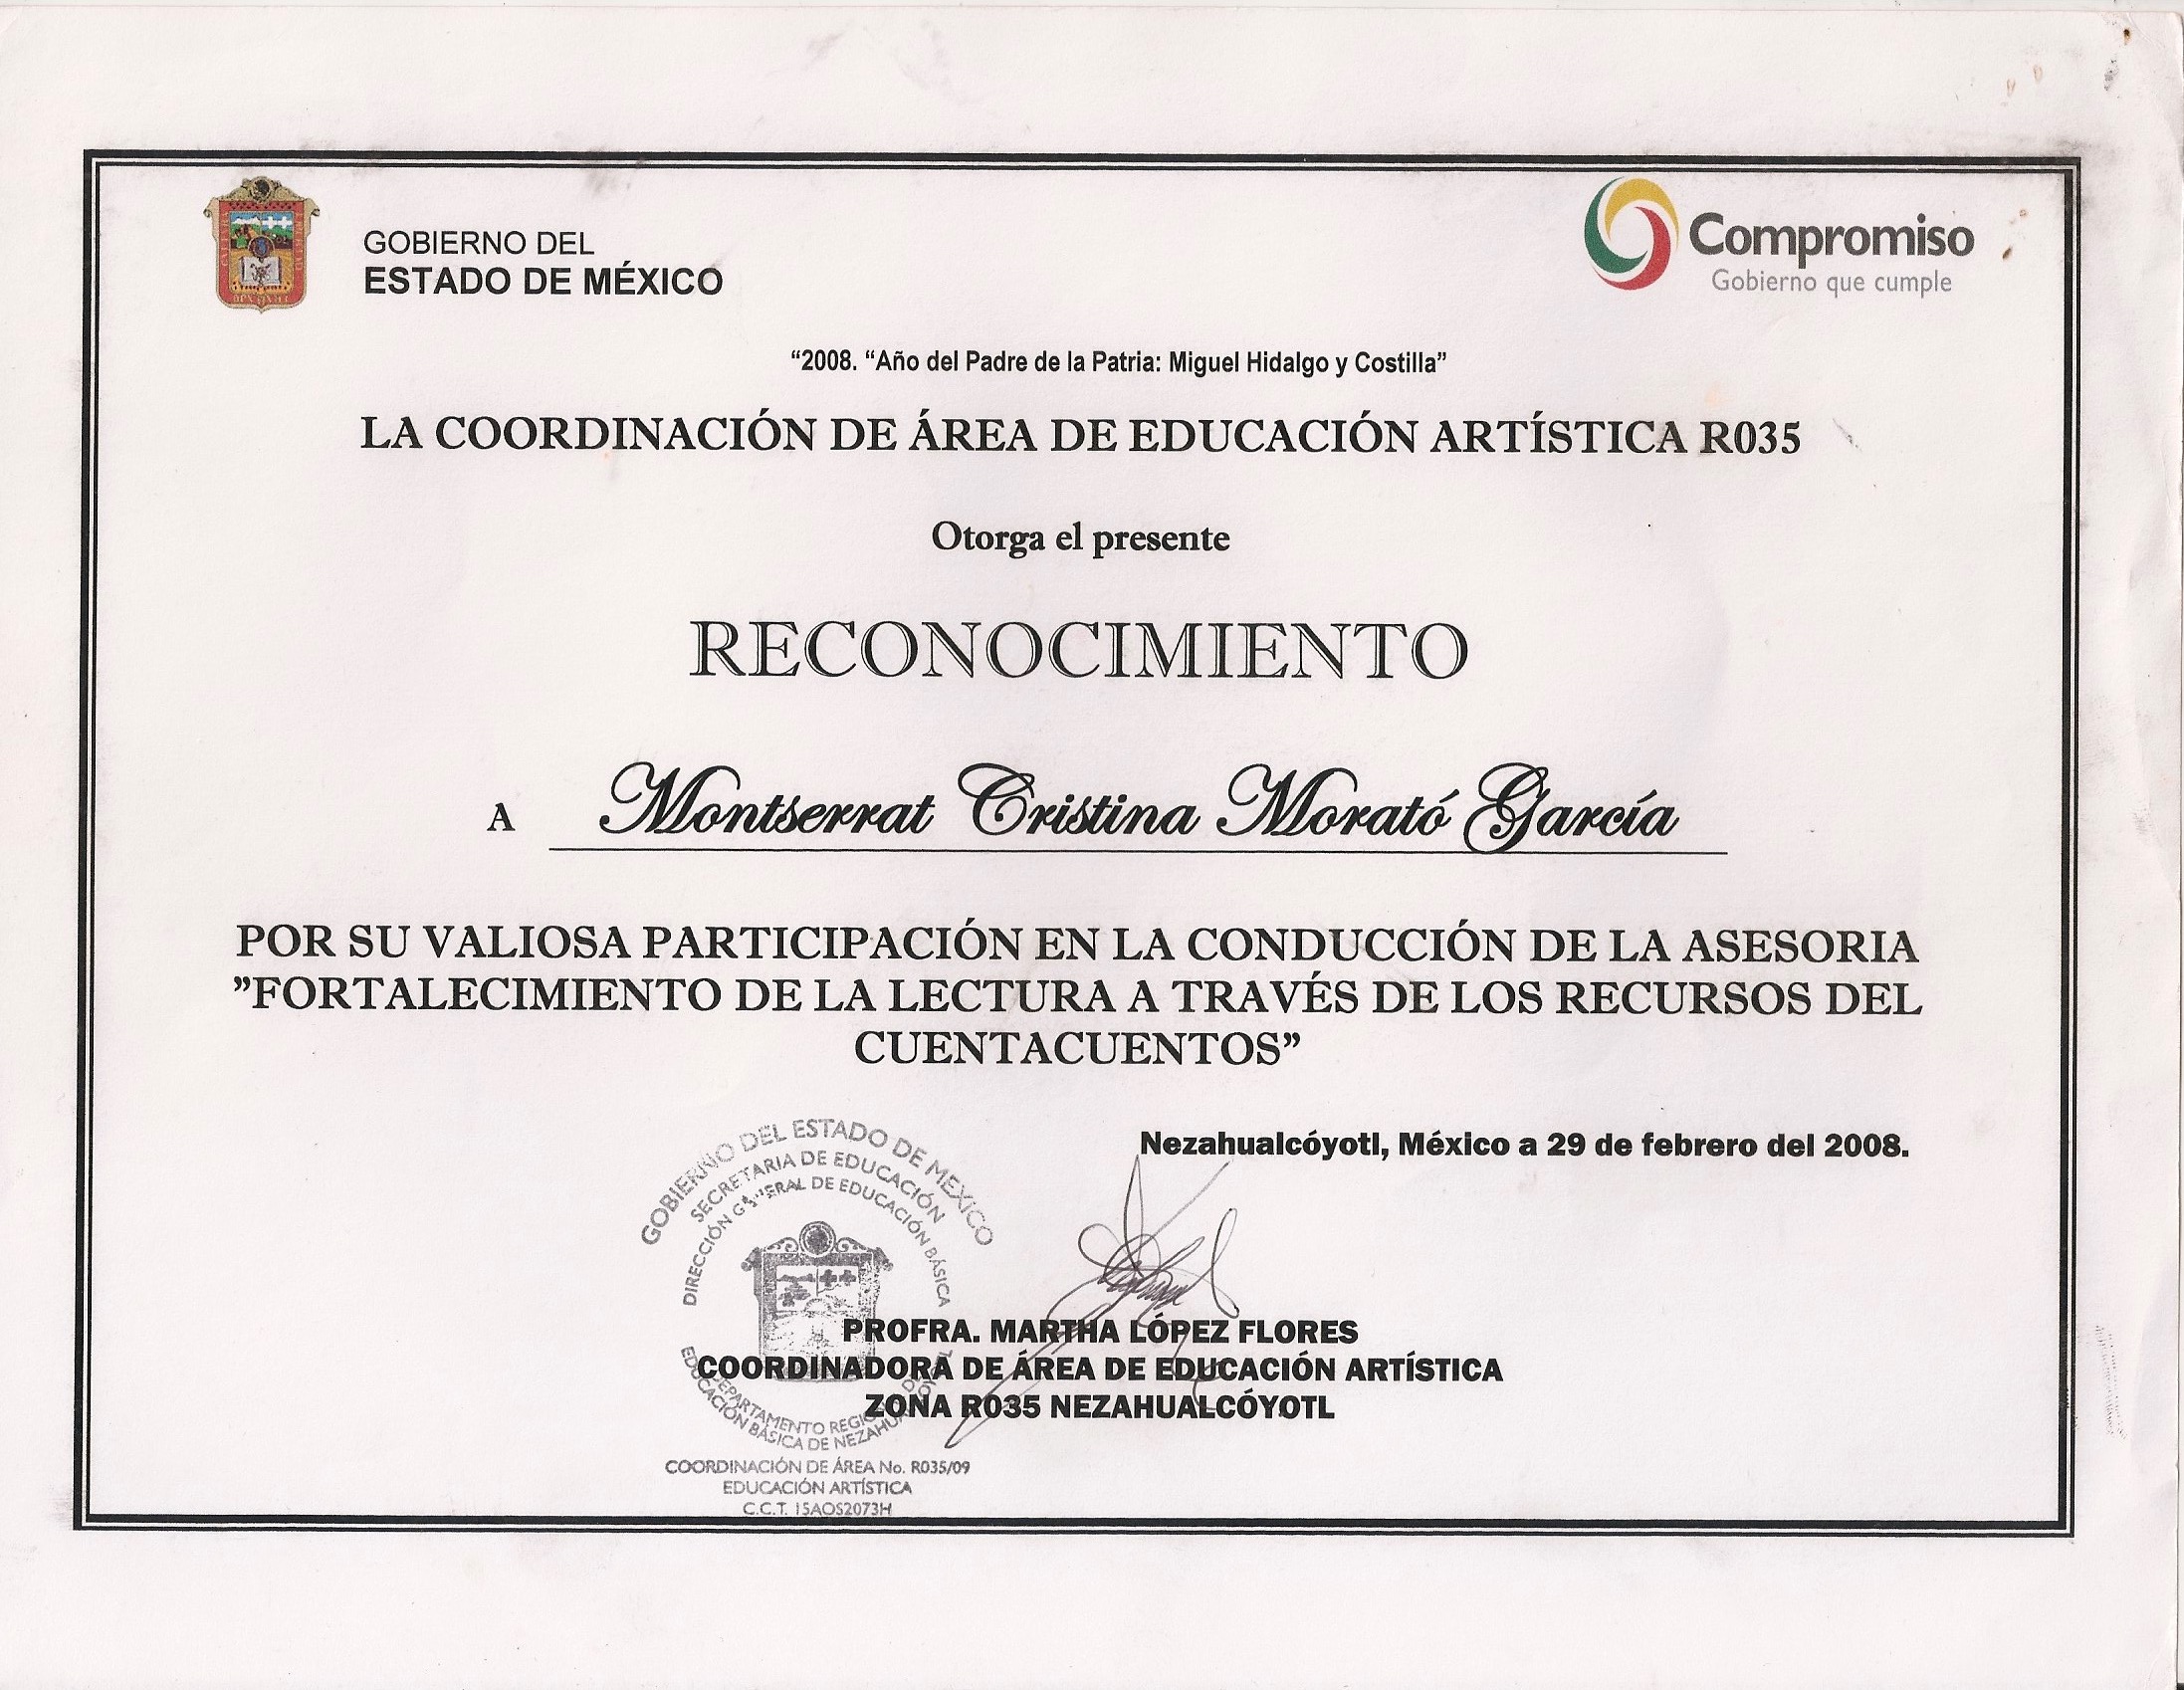 GOBIERNO DEL
ESTADO DE MÉXICO
Compromiso
Gobierno que cumple
“2008. “Año del Padre de la Patria: Miguel Hidalgo y Costilla”
LA COORDINACIÓN DE ÁREA DE EDUCACIÓN ARTÍSTICA R035
Otorga el presente
RECONOCIMIENTO
A Montserrat Cristina Morató García
POR SU VALIOSA PARTICIPACIÓN EN LA CONDUCCIÓN DE LA ASESORIA
”FORTALECIMIENTO DE LA LECTURA A TRAVÉS DE LOS RECURSOS DEL
CUENTACUENTOS”
Nezahualcóyotl, México a 29 de febrero del 2008.
GOBIERNO DEL ESTADO DE MEXICO
SECRETARIA DE EDUCACIÓN
DIRECCIÓN GENERAL DE EDUCACIÓN BÁSICA
PROFRA. MARTHA LÓPEZ FLORES
COORDINADORA DE ÁREA DE EDUCACIÓN ARTÍSTICA
ZONA R035 NEZAHUALCÓYOTL
DEPARTAMENTO REGIONAL DE
EDUCACIÓN BÁSICA DE NEZAHUALCÓYOTL
COORDINACIÓN DE ÁREA No. R035/09
EDUCACIÓN ARTÍSTICA
C.C.T. 15AOS2073H